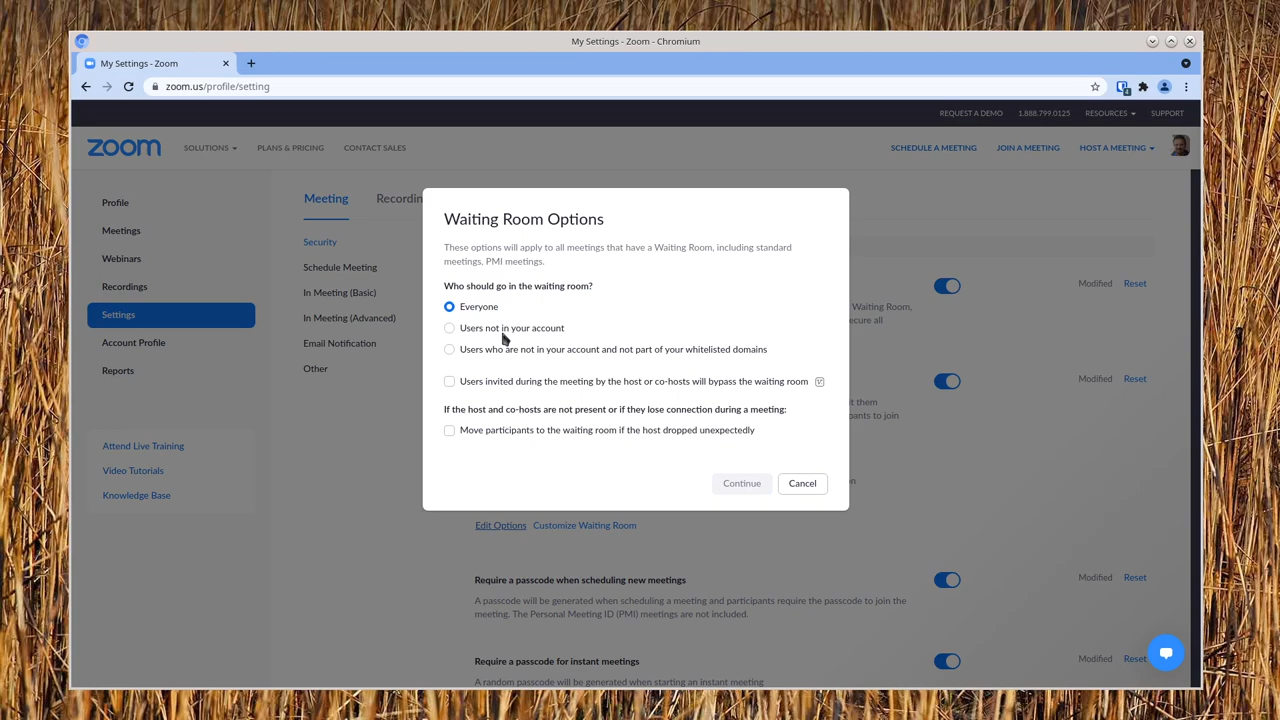 My Settings - Zoom - Chromium
My Settings - Zoom
zoom.us/profile/setting
REQUEST A DEMO 1.888.799.0125 RESOURCES SUPPORT
zoom SOLUTIONS PLANS & PRICING CONTACT SALES SCHEDULE A MEETING JOIN A MEETING HOST A MEETING
Profile
Meetings
Webinars
Recordings
Settings
Account Profile
Reports
Attend Live Training
Video Tutorials
Knowledge Base
Meeting Recordin
Security
Schedule Meeting
In Meeting (Basic)
In Meeting (Advanced)
Email Notification
Other
Waiting Room Options
These options will apply to all meetings that have a Waiting Room, including standard
meetings, PMI meetings.
Who should go in the waiting room?
Everyone
Users not in your account
Users who are not in your account and not part of your whitelisted domains
Users invited during the meeting by the host or co-hosts will bypass the waiting room
If the host and co-hosts are not present or if they lose connection during a meeting:
Move participants to the waiting room if the host dropped unexpectedly
Continue Cancel
Modified Reset
Waiting Room,
ecure all
Modified Reset
it them
pants to join
on
Edit Options Customize Waiting Room
Require a passcode when scheduling new meetings
Modified Reset
A passcode will be generated when scheduling a meeting and participants require the passcode to join the
meeting. The Personal Meeting ID (PMI) meetings are not included.
Require a passcode for instant meetings
Modified Reset
A random passcode will be generated when starting an instant meeting